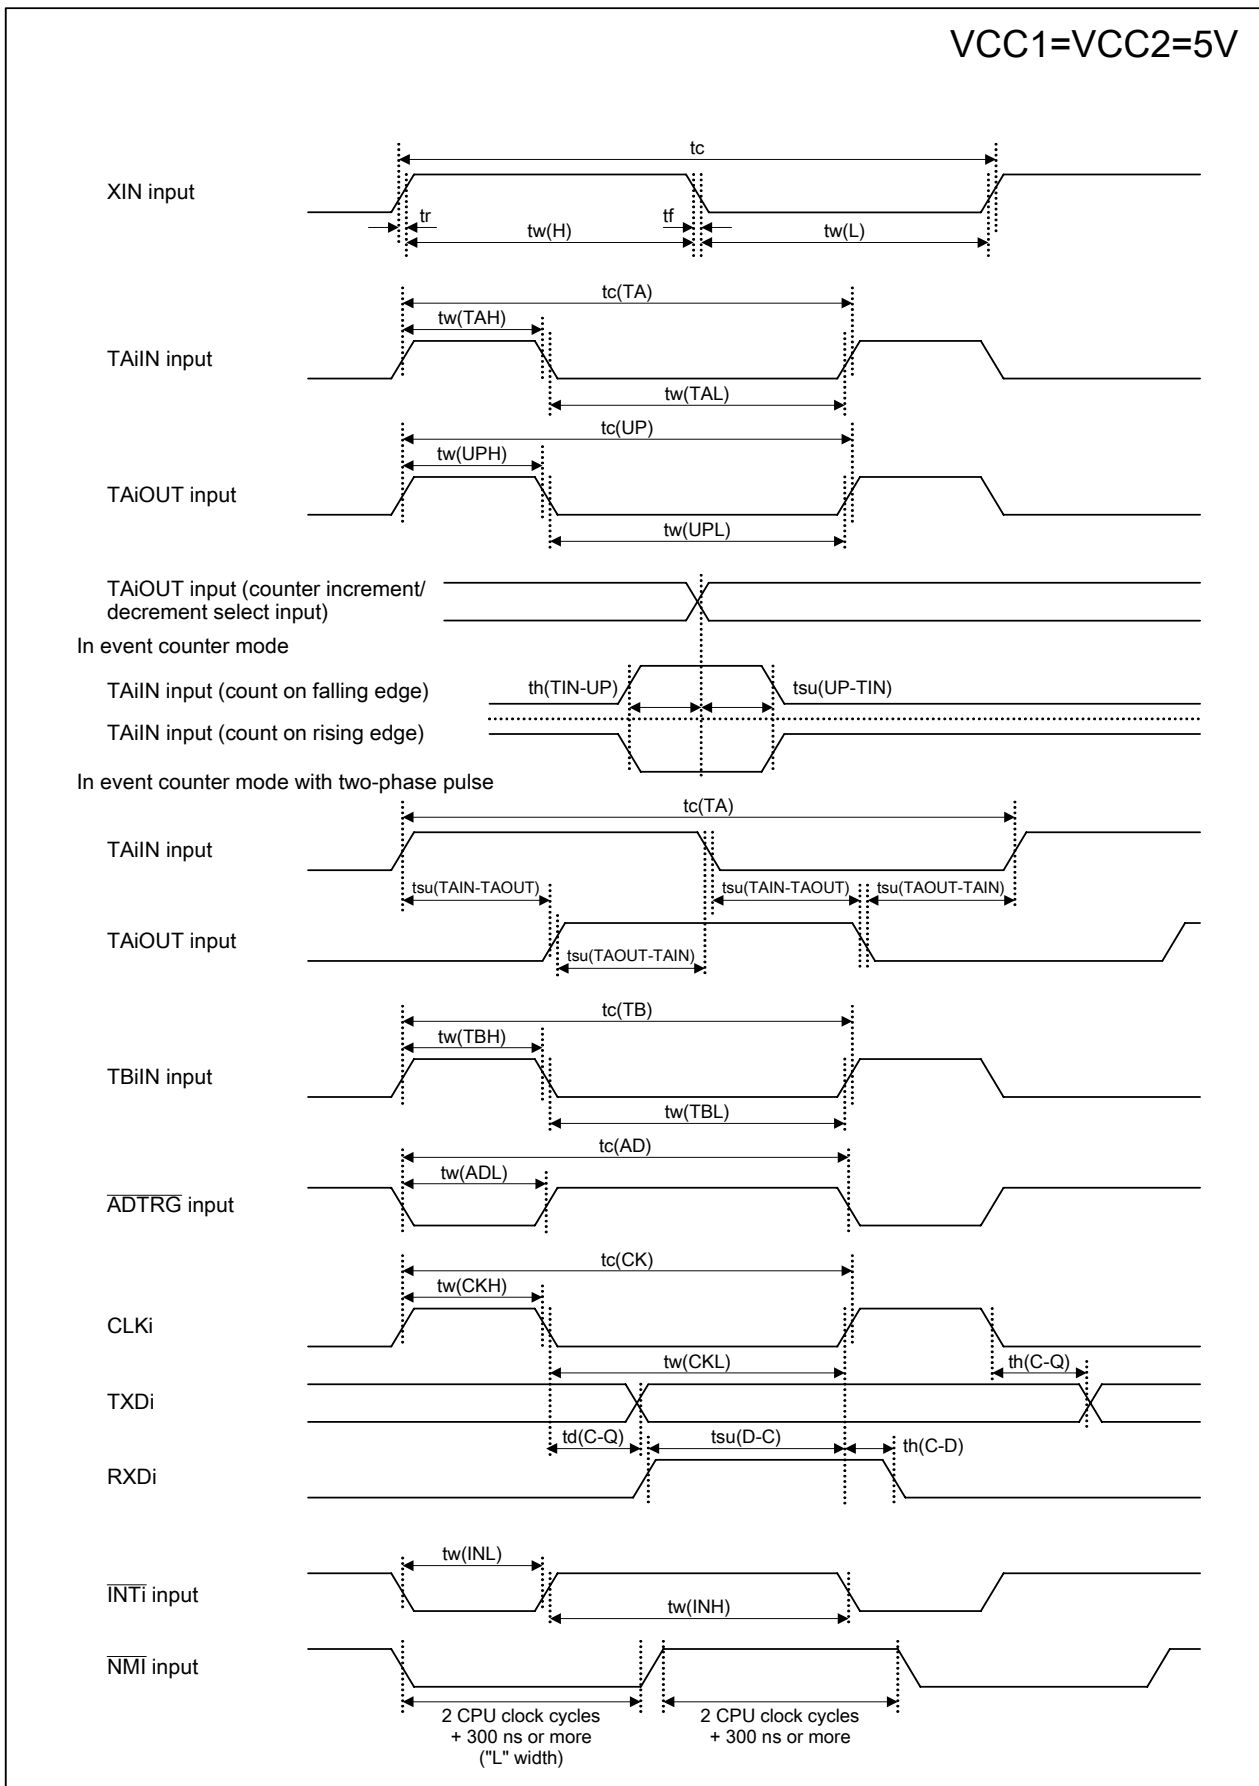 VCC1=VCC2=5V
tc
XIN input
tr
tf
tw(H)
tw(L)
tc(TA)
tw(TAH)
TAiIN input
tw(TAL)
tc(UP)
tw(UPH)
TAiOUT input
tw(UPL)
TAiOUT input (counter increment/
decrement select input)
In event counter mode
TAiIN input (count on falling edge)
th(TIN-UP)
tsu(UP-TIN)
TAiIN input (count on rising edge)
In event counter mode with two-phase pulse
tc(TA)
TAiIN input
tsu(TAIN-TAOUT)
tsu(TAIN-TAOUT)
tsu(TAOUT-TAIN)
TAiOUT input
tsu(TAOUT-TAIN)
tc(TB)
tw(TBH)
TBiIN input
tw(TBL)
tc(AD)
tw(ADL)
ADTRG input
tc(CK)
tw(CKH)
CLKi
tw(CKL)
th(C-Q)
TXDi
td(C-Q)
tsu(D-C)
th(C-D)
RXDi
tw(INL)
INTi input
tw(INH)
NMI input
2 CPU clock cycles
+ 300 ns or more
("L" width)
2 CPU clock cycles
+ 300 ns or more